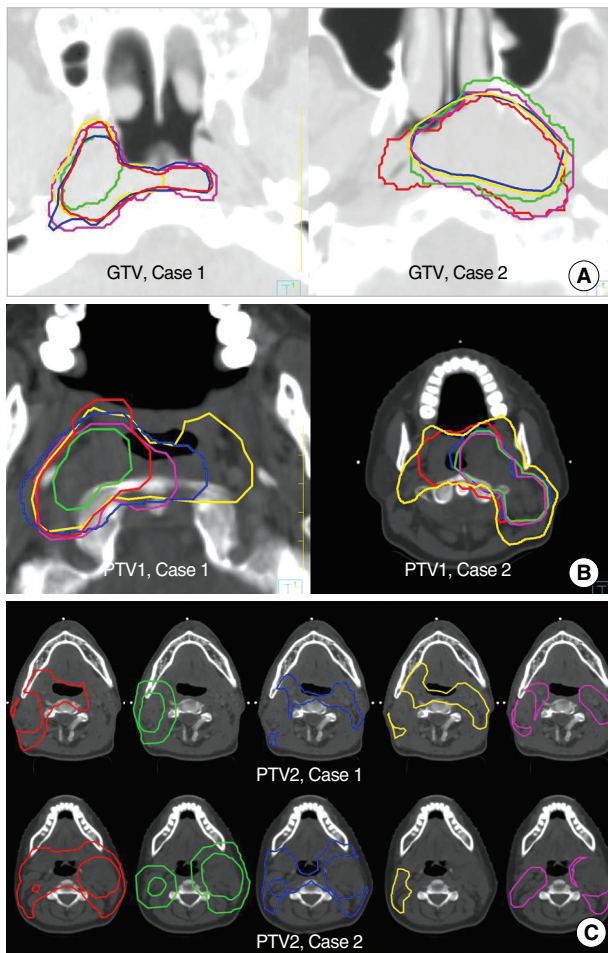 GTV, Case 1
GTV, Case 2
A
PTV1, Case 1
PTV1, Case 2
B
PTV2, Case 1
PTV2, Case 2
C